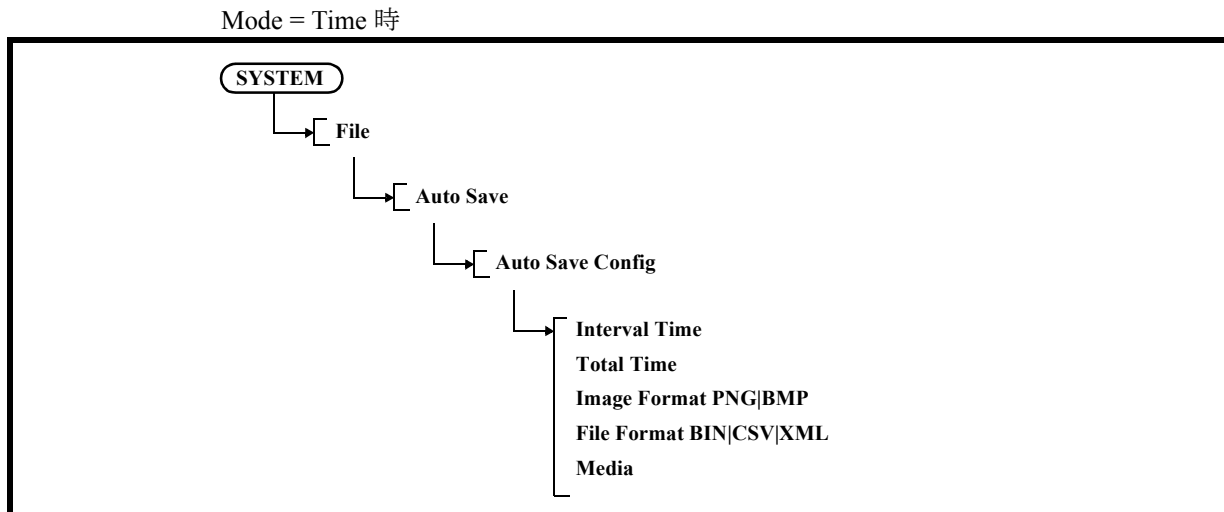 Mode = Time 時
SYSTEM
File
Auto Save
Auto Save Config
Interval Time
Total Time
Image Format PNG|BMP
File Format BIN|CSV|XML
Media